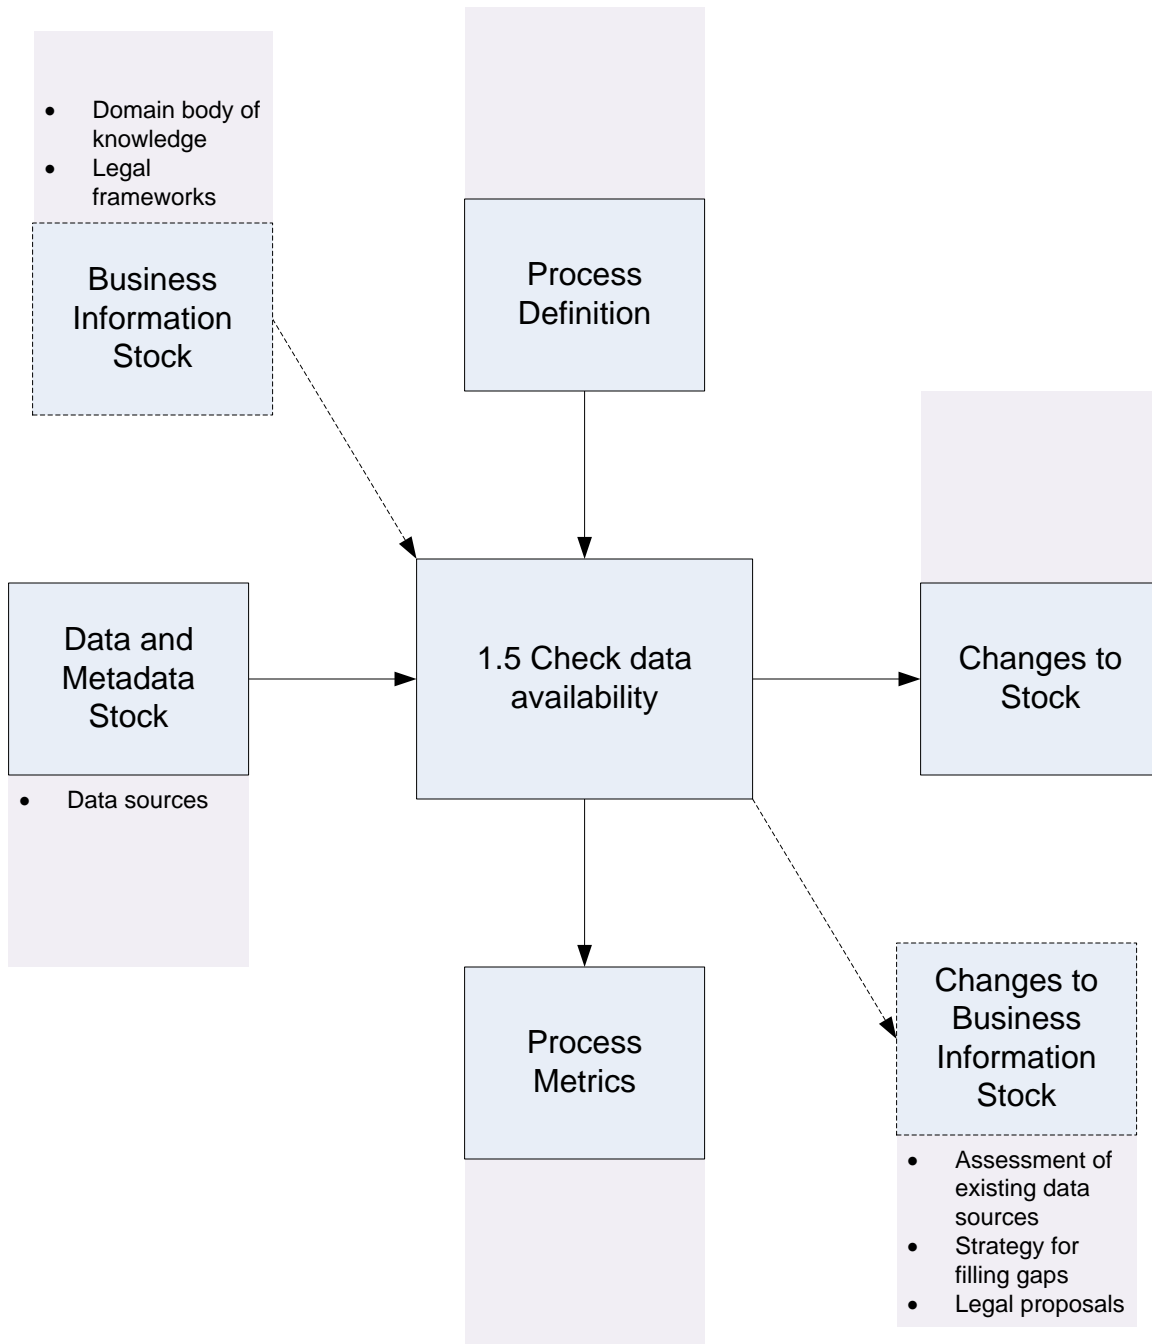 • Domain body of
knowledge
• Legal
frameworks
Business
Information
Stock
Process
Definition
Data and
Metadata
Stock
• Data sources
1.5 Check data
availability
Changes to
Stock
Process
Metrics
Changes to
Business
Information
Stock
• Assessment of
existing data
sources
• Strategy for
filling gaps
• Legal proposals